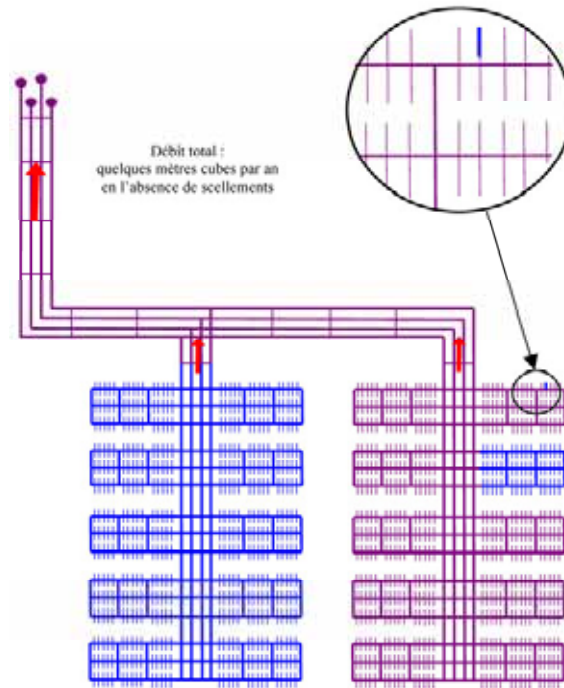 Débit total :
quelques mètres cubes par an
en l'absence de scellements